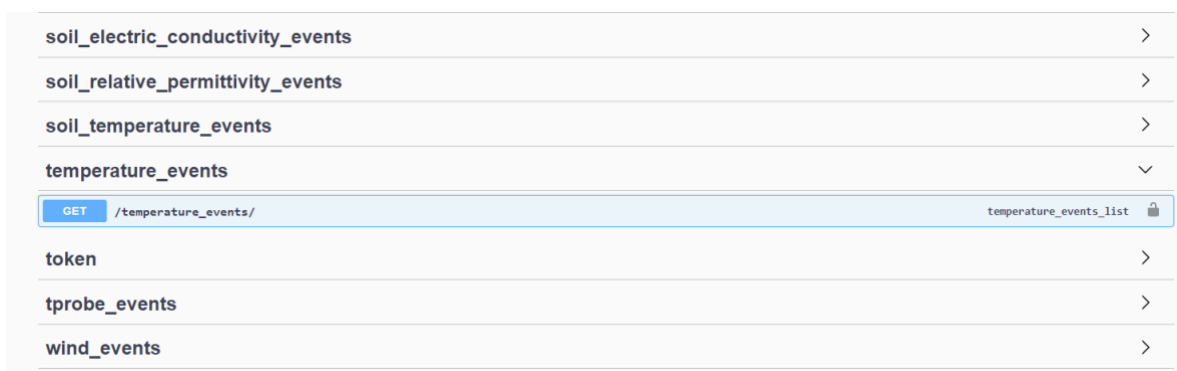 soil_electric_conductivity_events
soil_relative_permittivity_events
soil_temperature_events
temperature_events
GET /temperature_events/ temperature_events_list
token
tprobe_events
wind_events